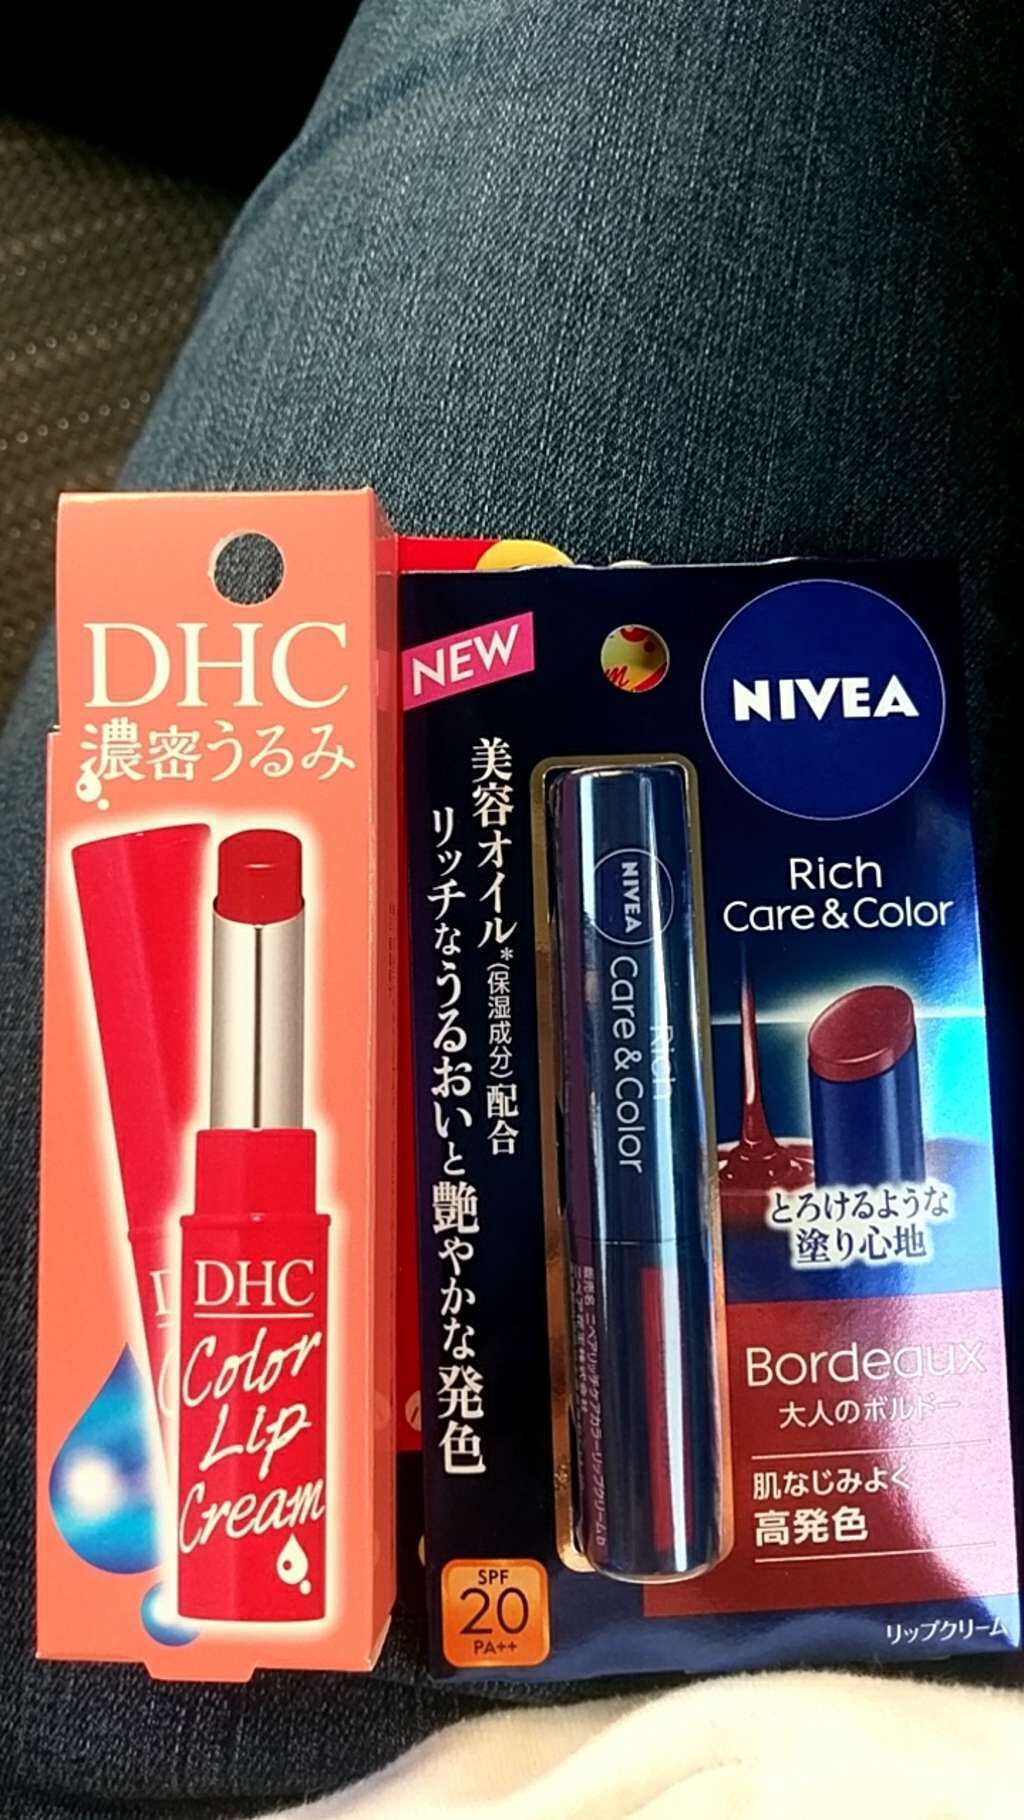 DHC
濃密うるみ
DHC
Color
Lip
Cream
NEW
NIVEA
美容オイル*(保湿成分)配合
リッチなうるおいと艶やかな発色
NIVEA
Rich
Care & Color
Rich
Care & Color
とろけるような
塗り心地
Bordeaux
大人のボルドー
肌なじみよく
高発色
SPF
20
PA++
リップクリーム